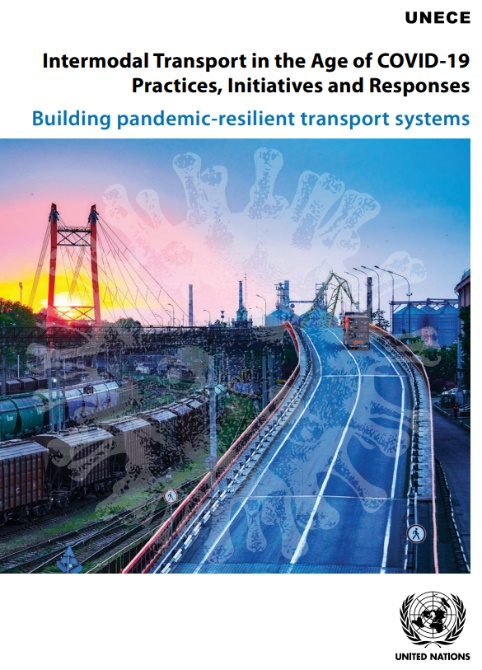 UNECE
Intermodal Transport in the Age of COVID-19
Practices, Initiatives and Responses
Building pandemic-resilient transport systems
UNITED NATIONS